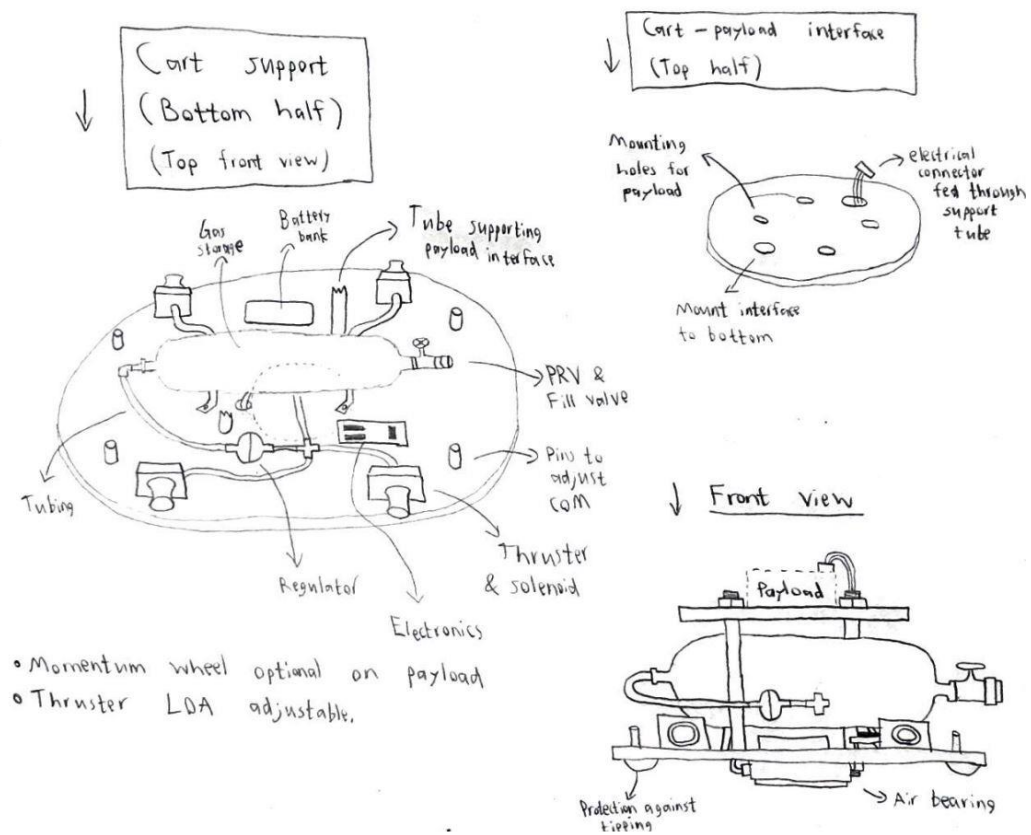 Cart support
(Bottom half)
(Top front view)
Cart - payload interface
(Top half)
Mounting
holes for
payload
electrical
connector
fed through
support
tube
Mount interface
to bottom
Gas
storage
Battery
bank
Tube supporting
payload interface
PRV &
Fill valve
Pins to
adjust
COM
Tubing
Regulator
Thruster
& solenoid
Electronics
• Momentum wheel optional on payload
• Thruster LOA adjustable.
Front view
Payload
Protection against
tipping
Air bearing